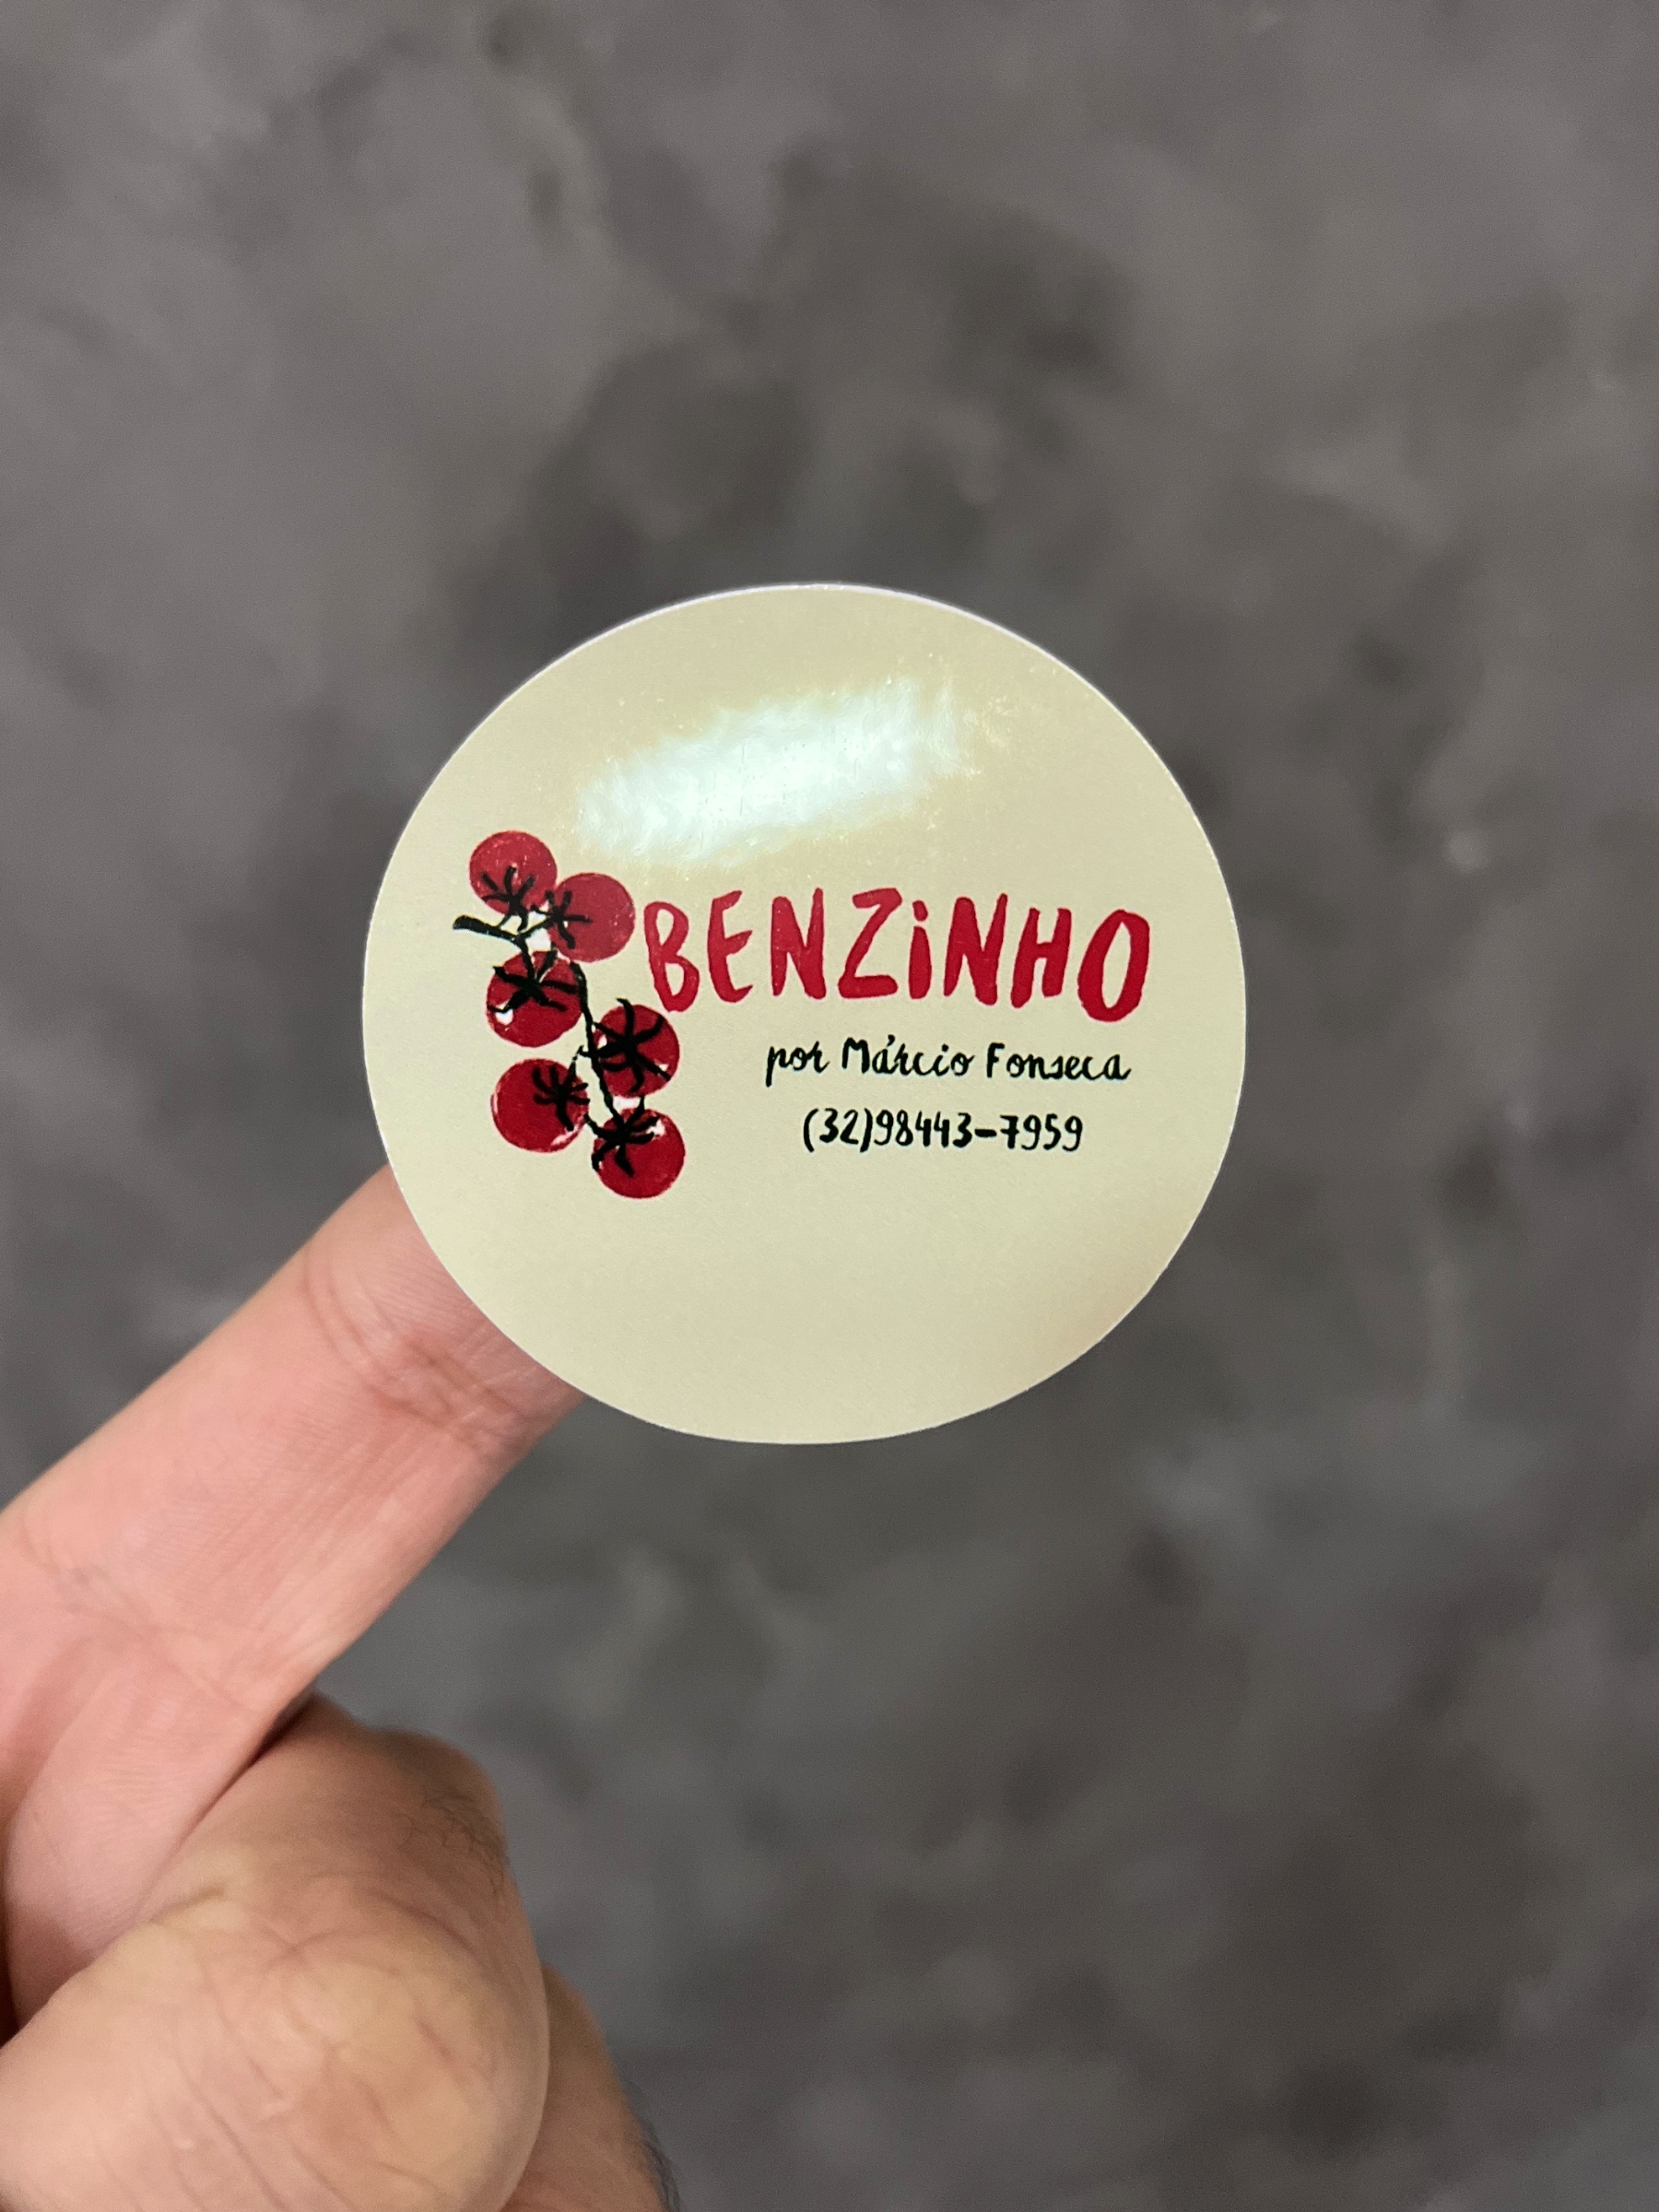 BENZiNHO
por Márcio Fonseca
(32)98443-7959